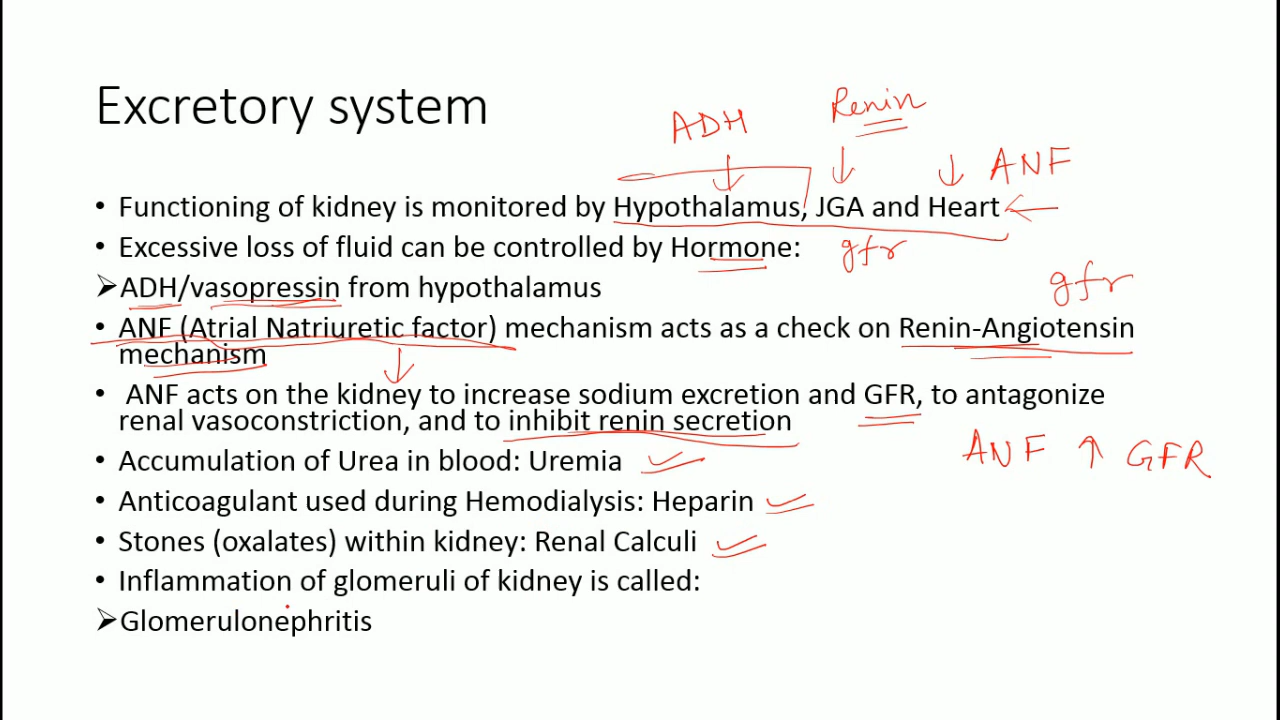 Excretory system
ADH
Renin
ANF
• Functioning of kidney is monitored by Hypothalamus, JGA and Heart
• Excessive loss of fluid can be controlled by Hormone:
gfr
➤ADH/vasopressin from hypothalamus
gfr
• ANF (Atrial Natriuretic factor) mechanism acts as a check on Renin-Angiotensin
mechanism
• ANF acts on the kidney to increase sodium excretion and GFR, to antagonize
renal vasoconstriction, and to inhibit renin secretion
ANF ↑ GFR
• Accumulation of Urea in blood: Uremia
• Anticoagulant used during Hemodialysis: Heparin
• Stones (oxalates) within kidney: Renal Calculi
• Inflammation of glomeruli of kidney is called:
➤Glomerulonephritis